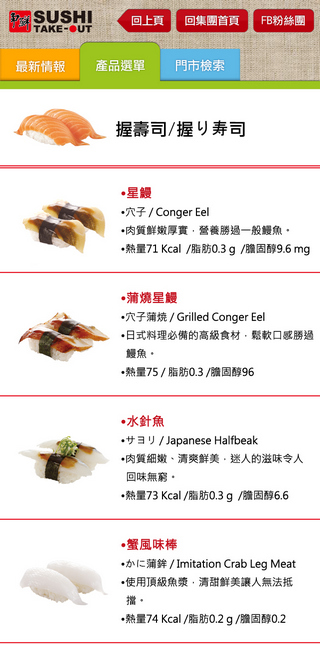 SUSHI
TAKE-OUT
回上頁
回集團首頁
FB粉絲團
最新情報
產品選單
門市檢索
握壽司/握り寿司
•星鰻
•穴子 / Conger Eel
•肉質鮮嫩厚實，營養勝過一般鰻魚。
•熱量71 Kcal /脂肪0.3 g /膽固醇9.6 mg
•蒲燒星鰻
•穴子蒲焼 / Grilled Conger Eel
•日式料理必備的高級食材，鬆軟口感勝過
鰻魚。
•熱量75 / 脂肪0.3 /膽固醇96
•水針魚
•サヨリ / Japanese Halfbeak
•肉質細嫩、清爽鮮美，迷人的滋味令人
回味無窮。
•熱量73 Kcal /脂肪0.3 g /膽固醇6.6
•蟹風味棒
•かに蒲鉾 / Imitation Crab Leg Meat
•使用頂級魚漿，清甜鮮美讓人無法抵
擋。
•熱量74 Kcal /脂肪0.2 g /膽固醇0.2